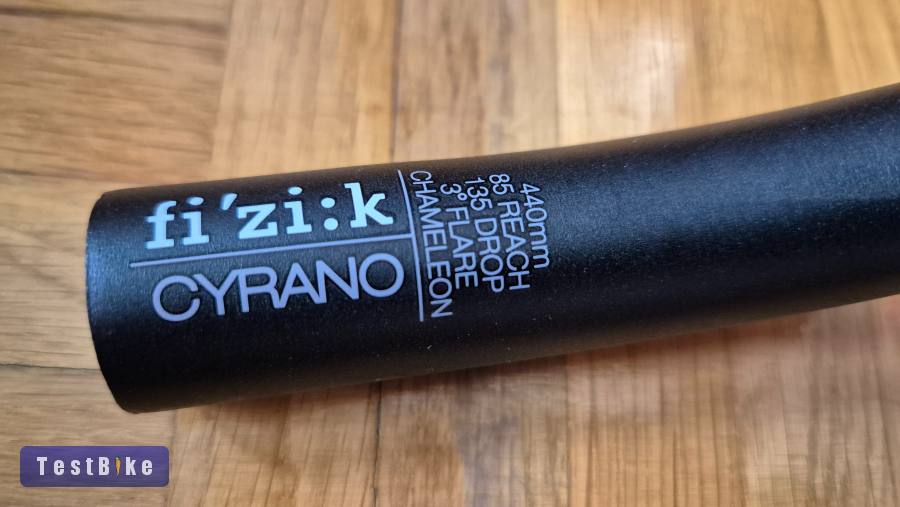 fi'zi:k
CYRANO
440mm
85 REACH
135 DROP
3° FLARE
CHAMELEON
TestBike